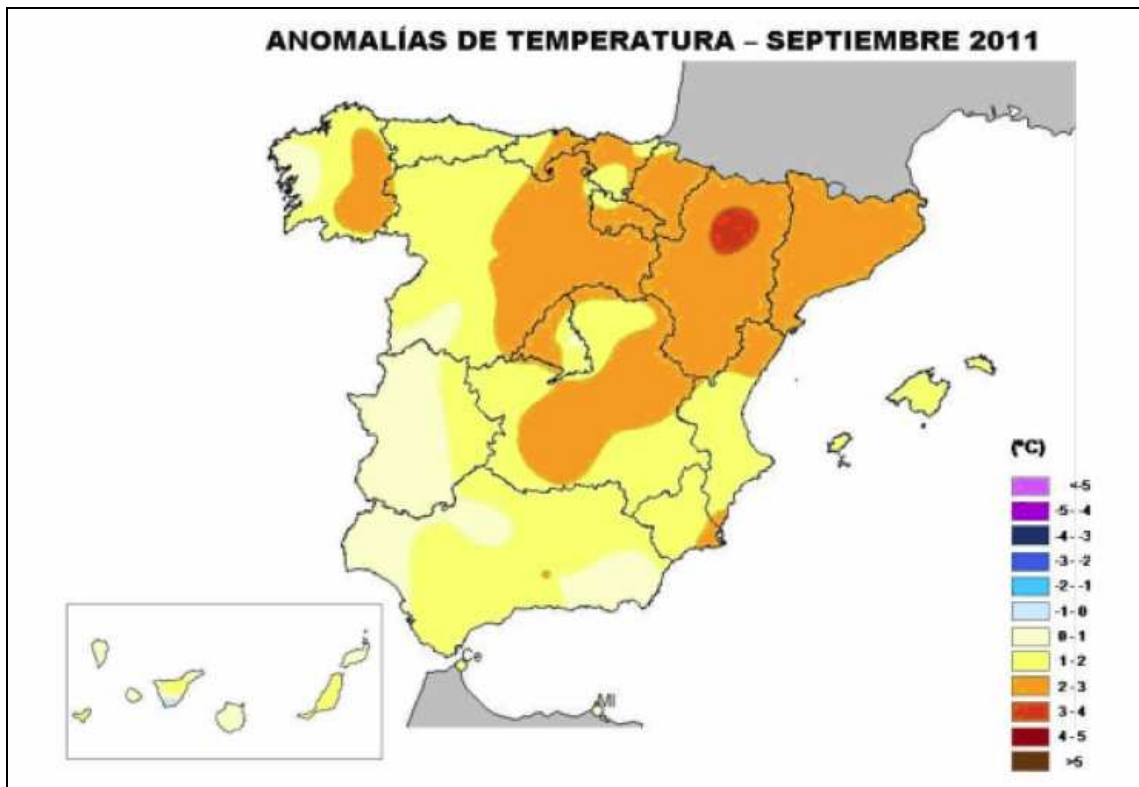 ANOMALÍAS DE TEMPERATURA – SEPTIEMBRE 2011
(ºC)
<-5
-5 - -4
-4 - -3
-3 - -2
-2 - -1
-1 - 0
0 - 1
1 - 2
2 - 3
3 - 4
4 - 5
>5
Ce
Ml